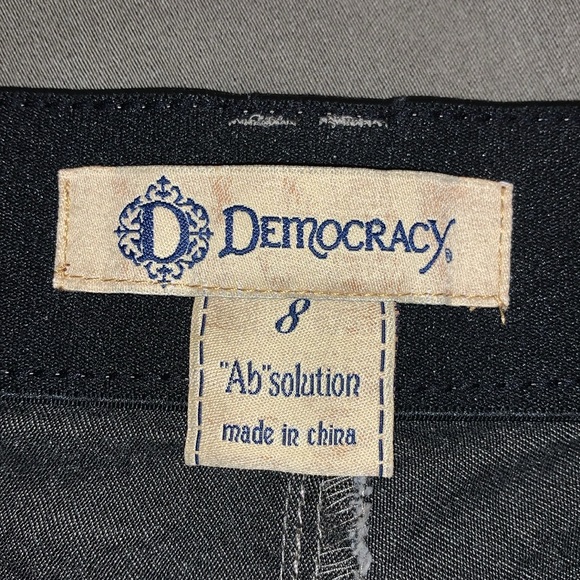 D DEMOCRACY®
8
"Ab"solution
made in china